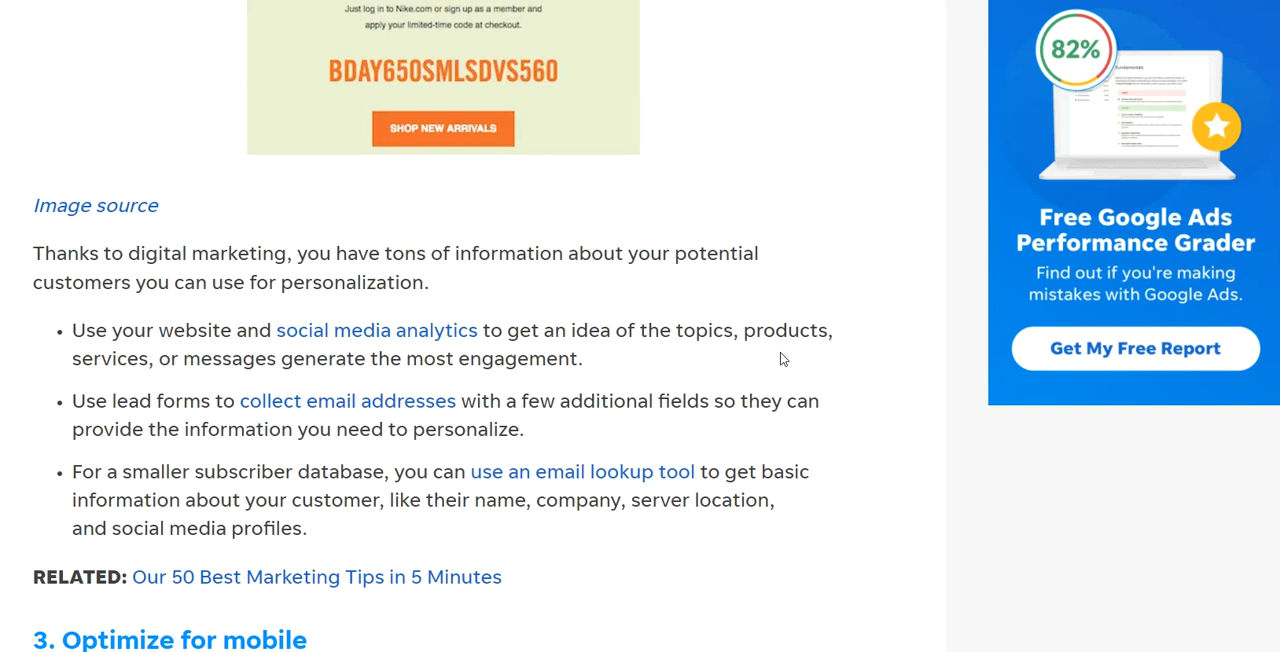 Just log in to Nike.com or sign up as a member and
apply your limited-time code at checkout.
BDAY650SMLSDVS560
SHOP NEW ARRIVALS
Image source
Thanks to digital marketing, you have tons of information about your potential
customers you can use for personalization.
• Use your website and social media analytics to get an idea of the topics, products,
services, or messages generate the most engagement.
• Use lead forms to collect email addresses with a few additional fields so they can
provide the information you need to personalize.
• For a smaller subscriber database, you can use an email lookup tool to get basic
information about your customer, like their name, company, server location,
and social media profiles.
RELATED: Our 50 Best Marketing Tips in 5 Minutes
3. Optimize for mobile
82%
Fundamentals
Free Google Ads
Performance Grader
Find out if you're making
mistakes with Google Ads.
Get My Free Report